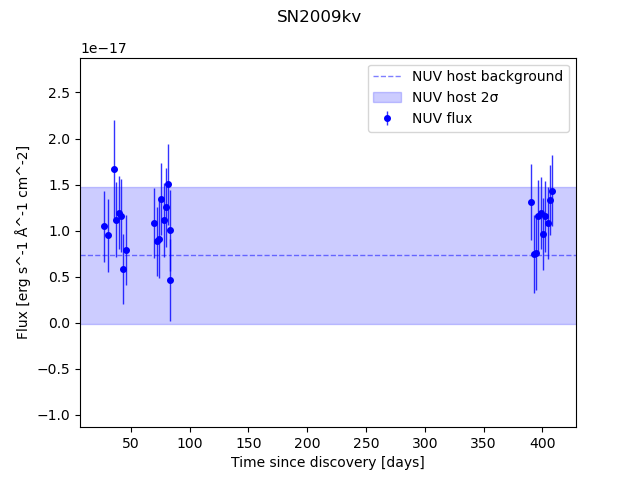 SN2009kv
1e−17
NUV host background
NUV host 2σ
NUV flux
2.5
2.0
1.5
1.0
0.5
0.0
−0.5
−1.0
Flux [erg s^-1 Å^-1 cm^-2]
50 100 150 200 250 300 350 400
Time since discovery [days]